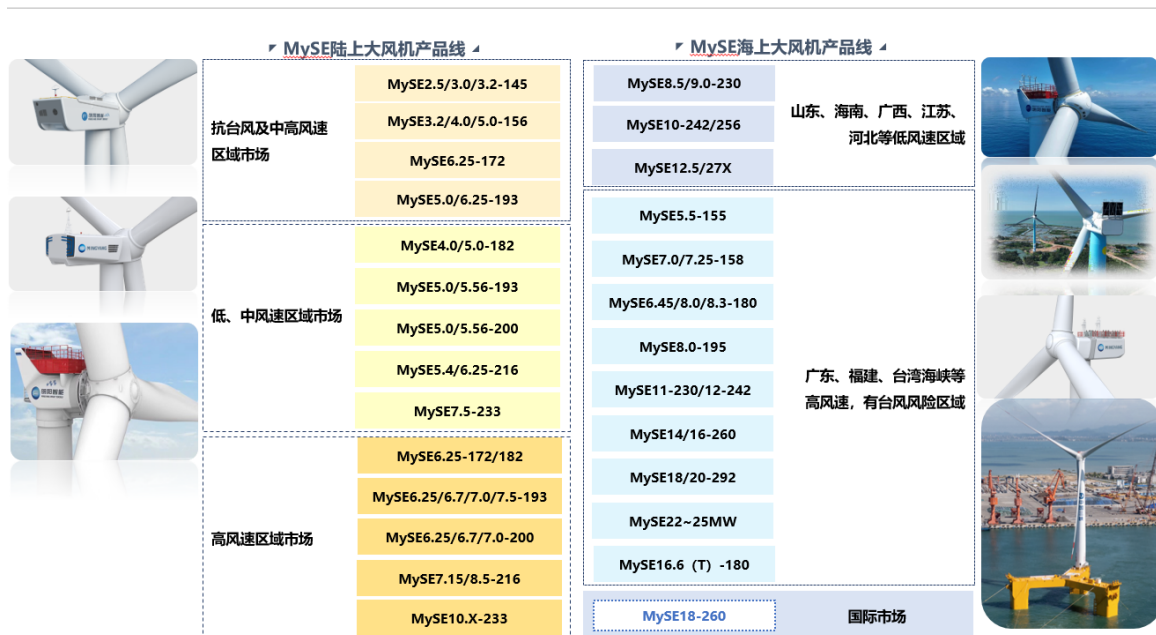 MySE陆上大风机产品线
抗台风及中高风速
区域市场
MySE2.5/3.0/3.2-145
MySE3.2/4.0/5.0-156
MySE6.25-172
MySE5.0/6.25-193
低、中风速区域市场
MySE4.0/5.0-182
MySE5.0/5.56-193
MySE5.0/5.56-200
MySE5.4/6.25-216
MySE7.5-233
高风速区域市场
MySE6.25-172/182
MySE6.25/6.7/7.0/7.5-193
MySE6.25/6.7/7.0-200
MySE7.15/8.5-216
MySE10.X-233
MySE海上大风机产品线
MySE8.5/9.0-230
MySE10-242/256
MySE12.5/27X
山东、海南、广西、江苏、
河北等低风速区域
MySE5.5-155
MySE7.0/7.25-158
MySE6.45/8.0/8.3-180
MySE8.0-195
MySE11-230/12-242
MySE14/16-260
MySE18/20-292
MySE22~25MW
MySE16.6（T）-180
广东、福建、台湾海峡等
高风速，有台风风险区域
MySE18-260
国际市场